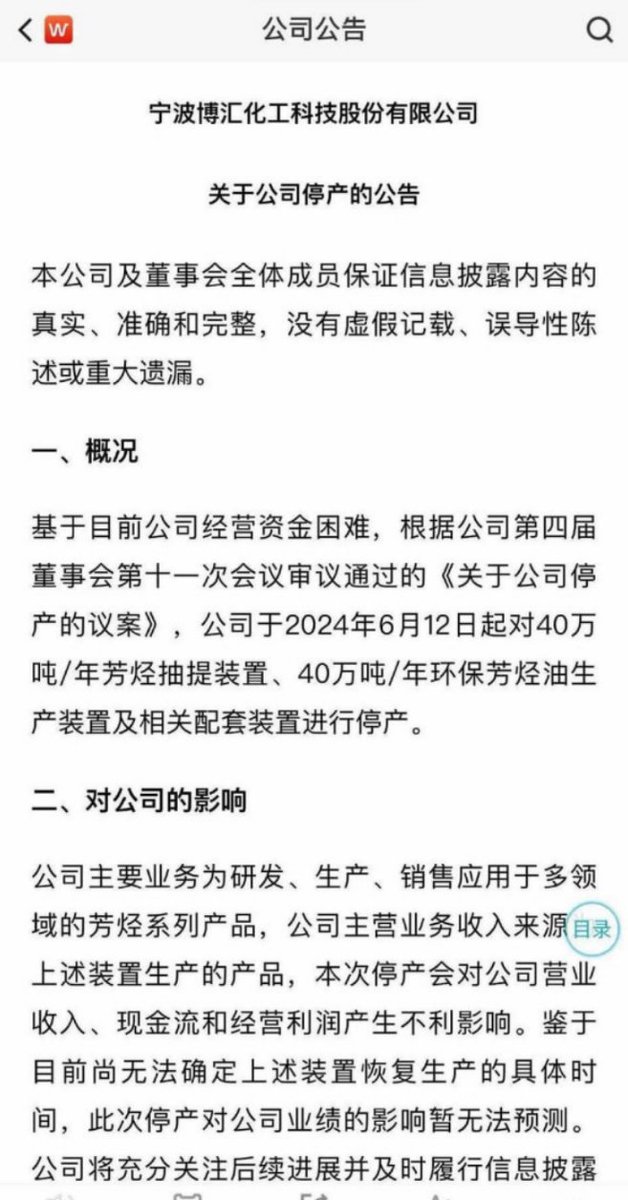 W
公司公告
宁波博汇化工科技股份有限公司
关于公司停产的公告
本公司及董事会全体成员保证信息披露内容的
真实、准确和完整，没有虚假记载、误导性陈
述或重大遗漏。
一、概况
基于目前公司经营资金困难，根据公司第四届
董事会第十一次会议审议通过的《关于公司停
产的议案》，公司于2024年6月12日起对40万
吨/年芳烃抽提装置、40万吨/年环保芳烃油生
产装置及相关配套装置进行停产。
二、对公司的影响
公司主要业务为研发、生产、销售应用于多领
域的芳烃系列产品，公司主营业务收入来源
目录
上述装置生产的产品，本次停产会对公司营业
收入、现金流和经营利润产生不利影响。鉴于
目前尚无法确定上述装置恢复生产的具体时
间，此次停产对公司业绩的影响暂无法预测。
公司将充分关注后续进展并及时履行信息披露